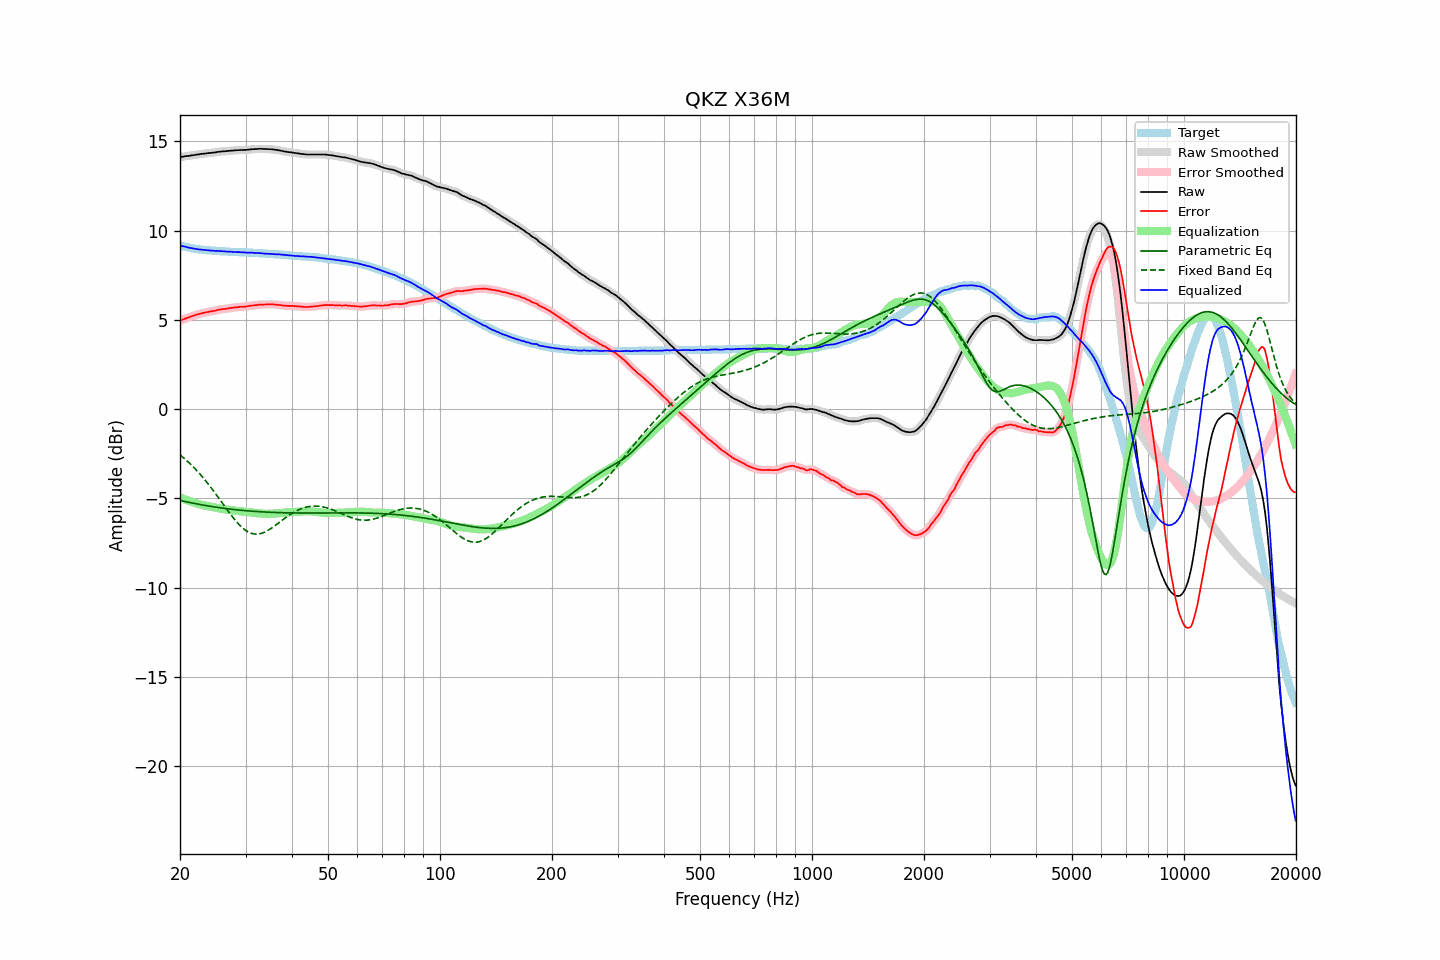 QKZ X36M
Amplitude (dBr)
15
10
5
0
−5
−10
−15
−20
Target
Raw Smoothed
Error Smoothed
Raw
Error
Equalization
Parametric Eq
Fixed Band Eq
Equalized
20 50 100 200 500 1000 2000 5000 10000 20000
Frequency (Hz)